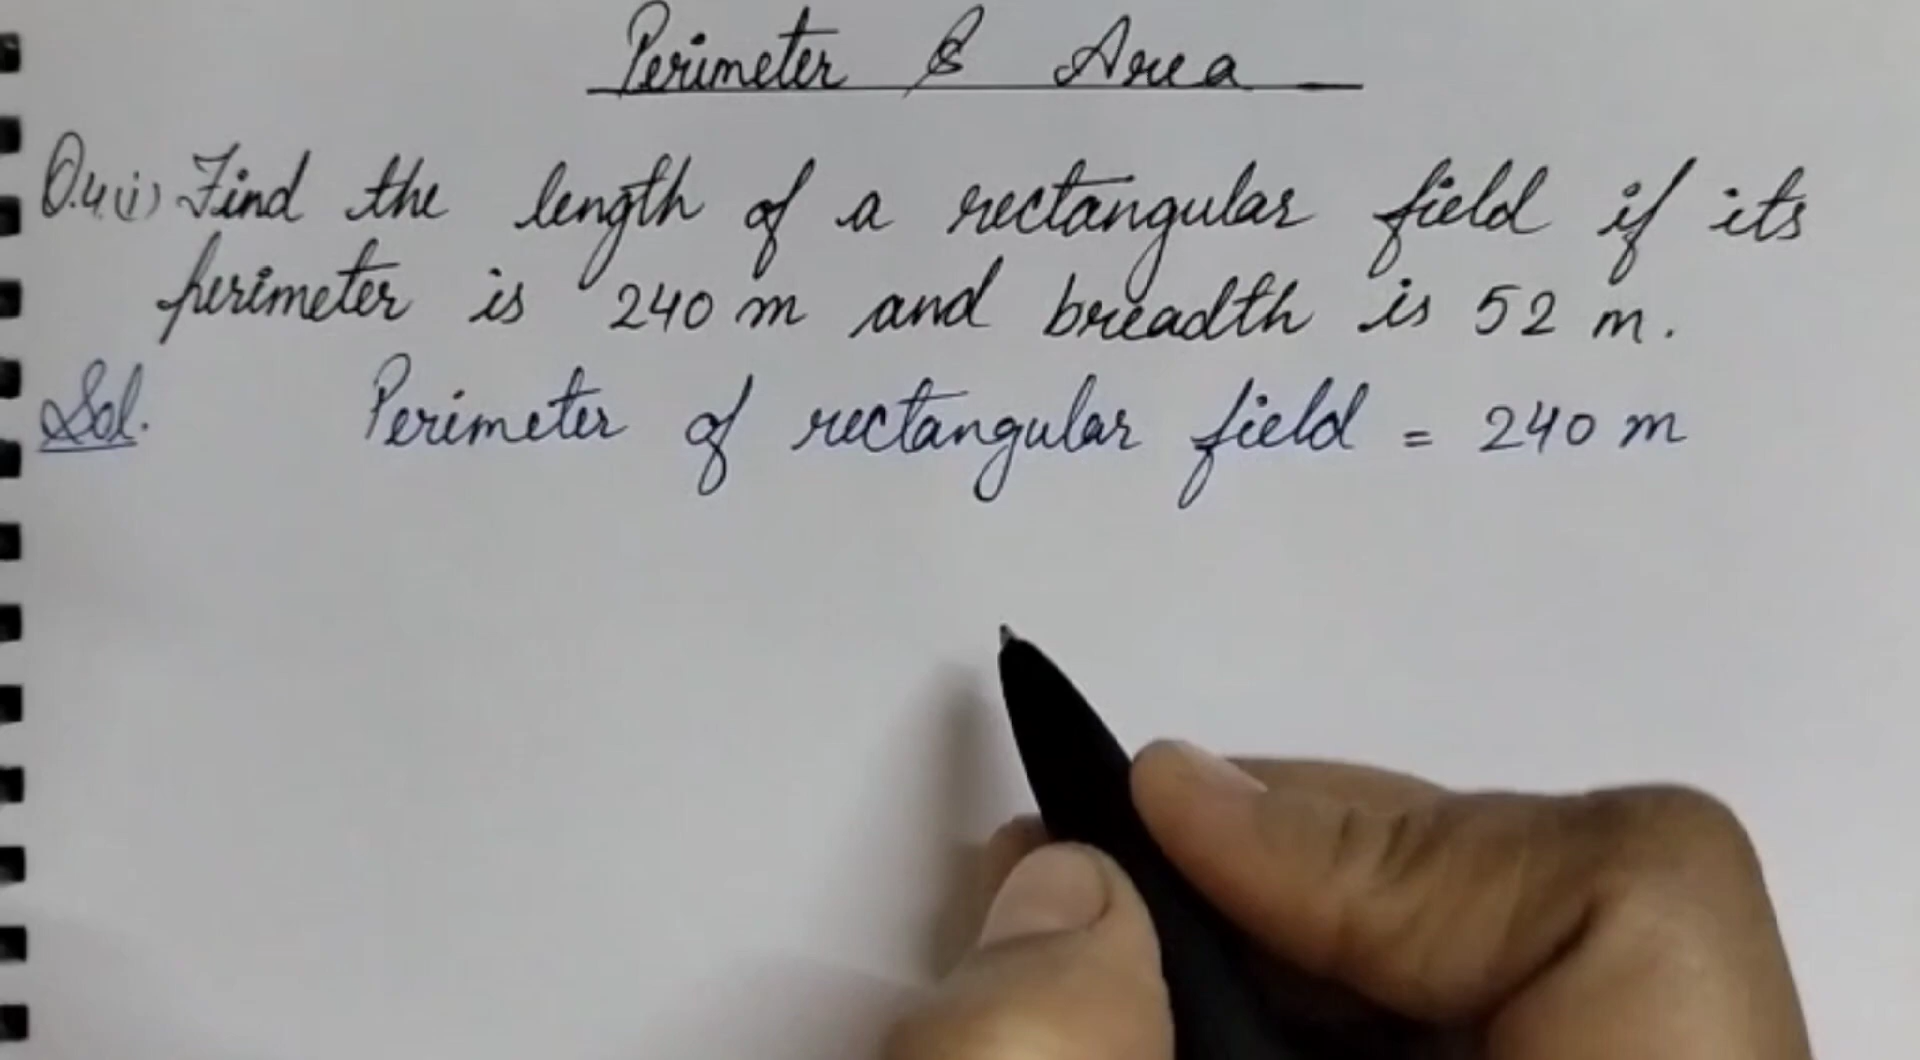 Perimeter & Area
Q.4(i) Find the length of a rectangular field if its
perimeter is 240 m and breadth is 52 m.
Sol. Perimeter of rectangular field = 240 m